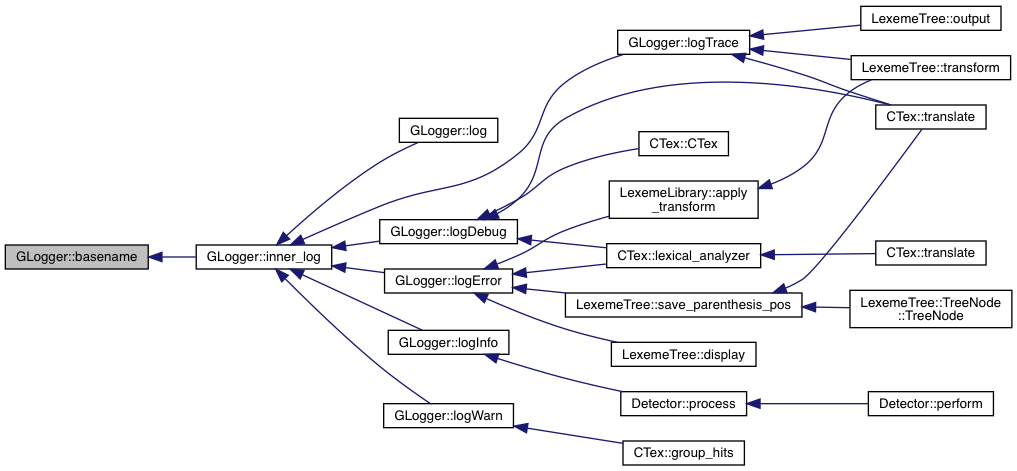 GLogger::basename
GLogger::inner_log
GLogger::log
GLogger::logTrace
GLogger::logDebug
GLogger::logError
GLogger::logInfo
GLogger::logWarn
LexemeTree::output
LexemeTree::transform
CTex::translate
CTex::CTex
LexemeLibrary::apply
_transform
CTex::lexical_analyzer
CTex::translate
LexemeTree::save_parenthesis_pos
LexemeTree::TreeNode
::TreeNode
LexemeTree::display
Detector::process
Detector::perform
CTex::group_hits